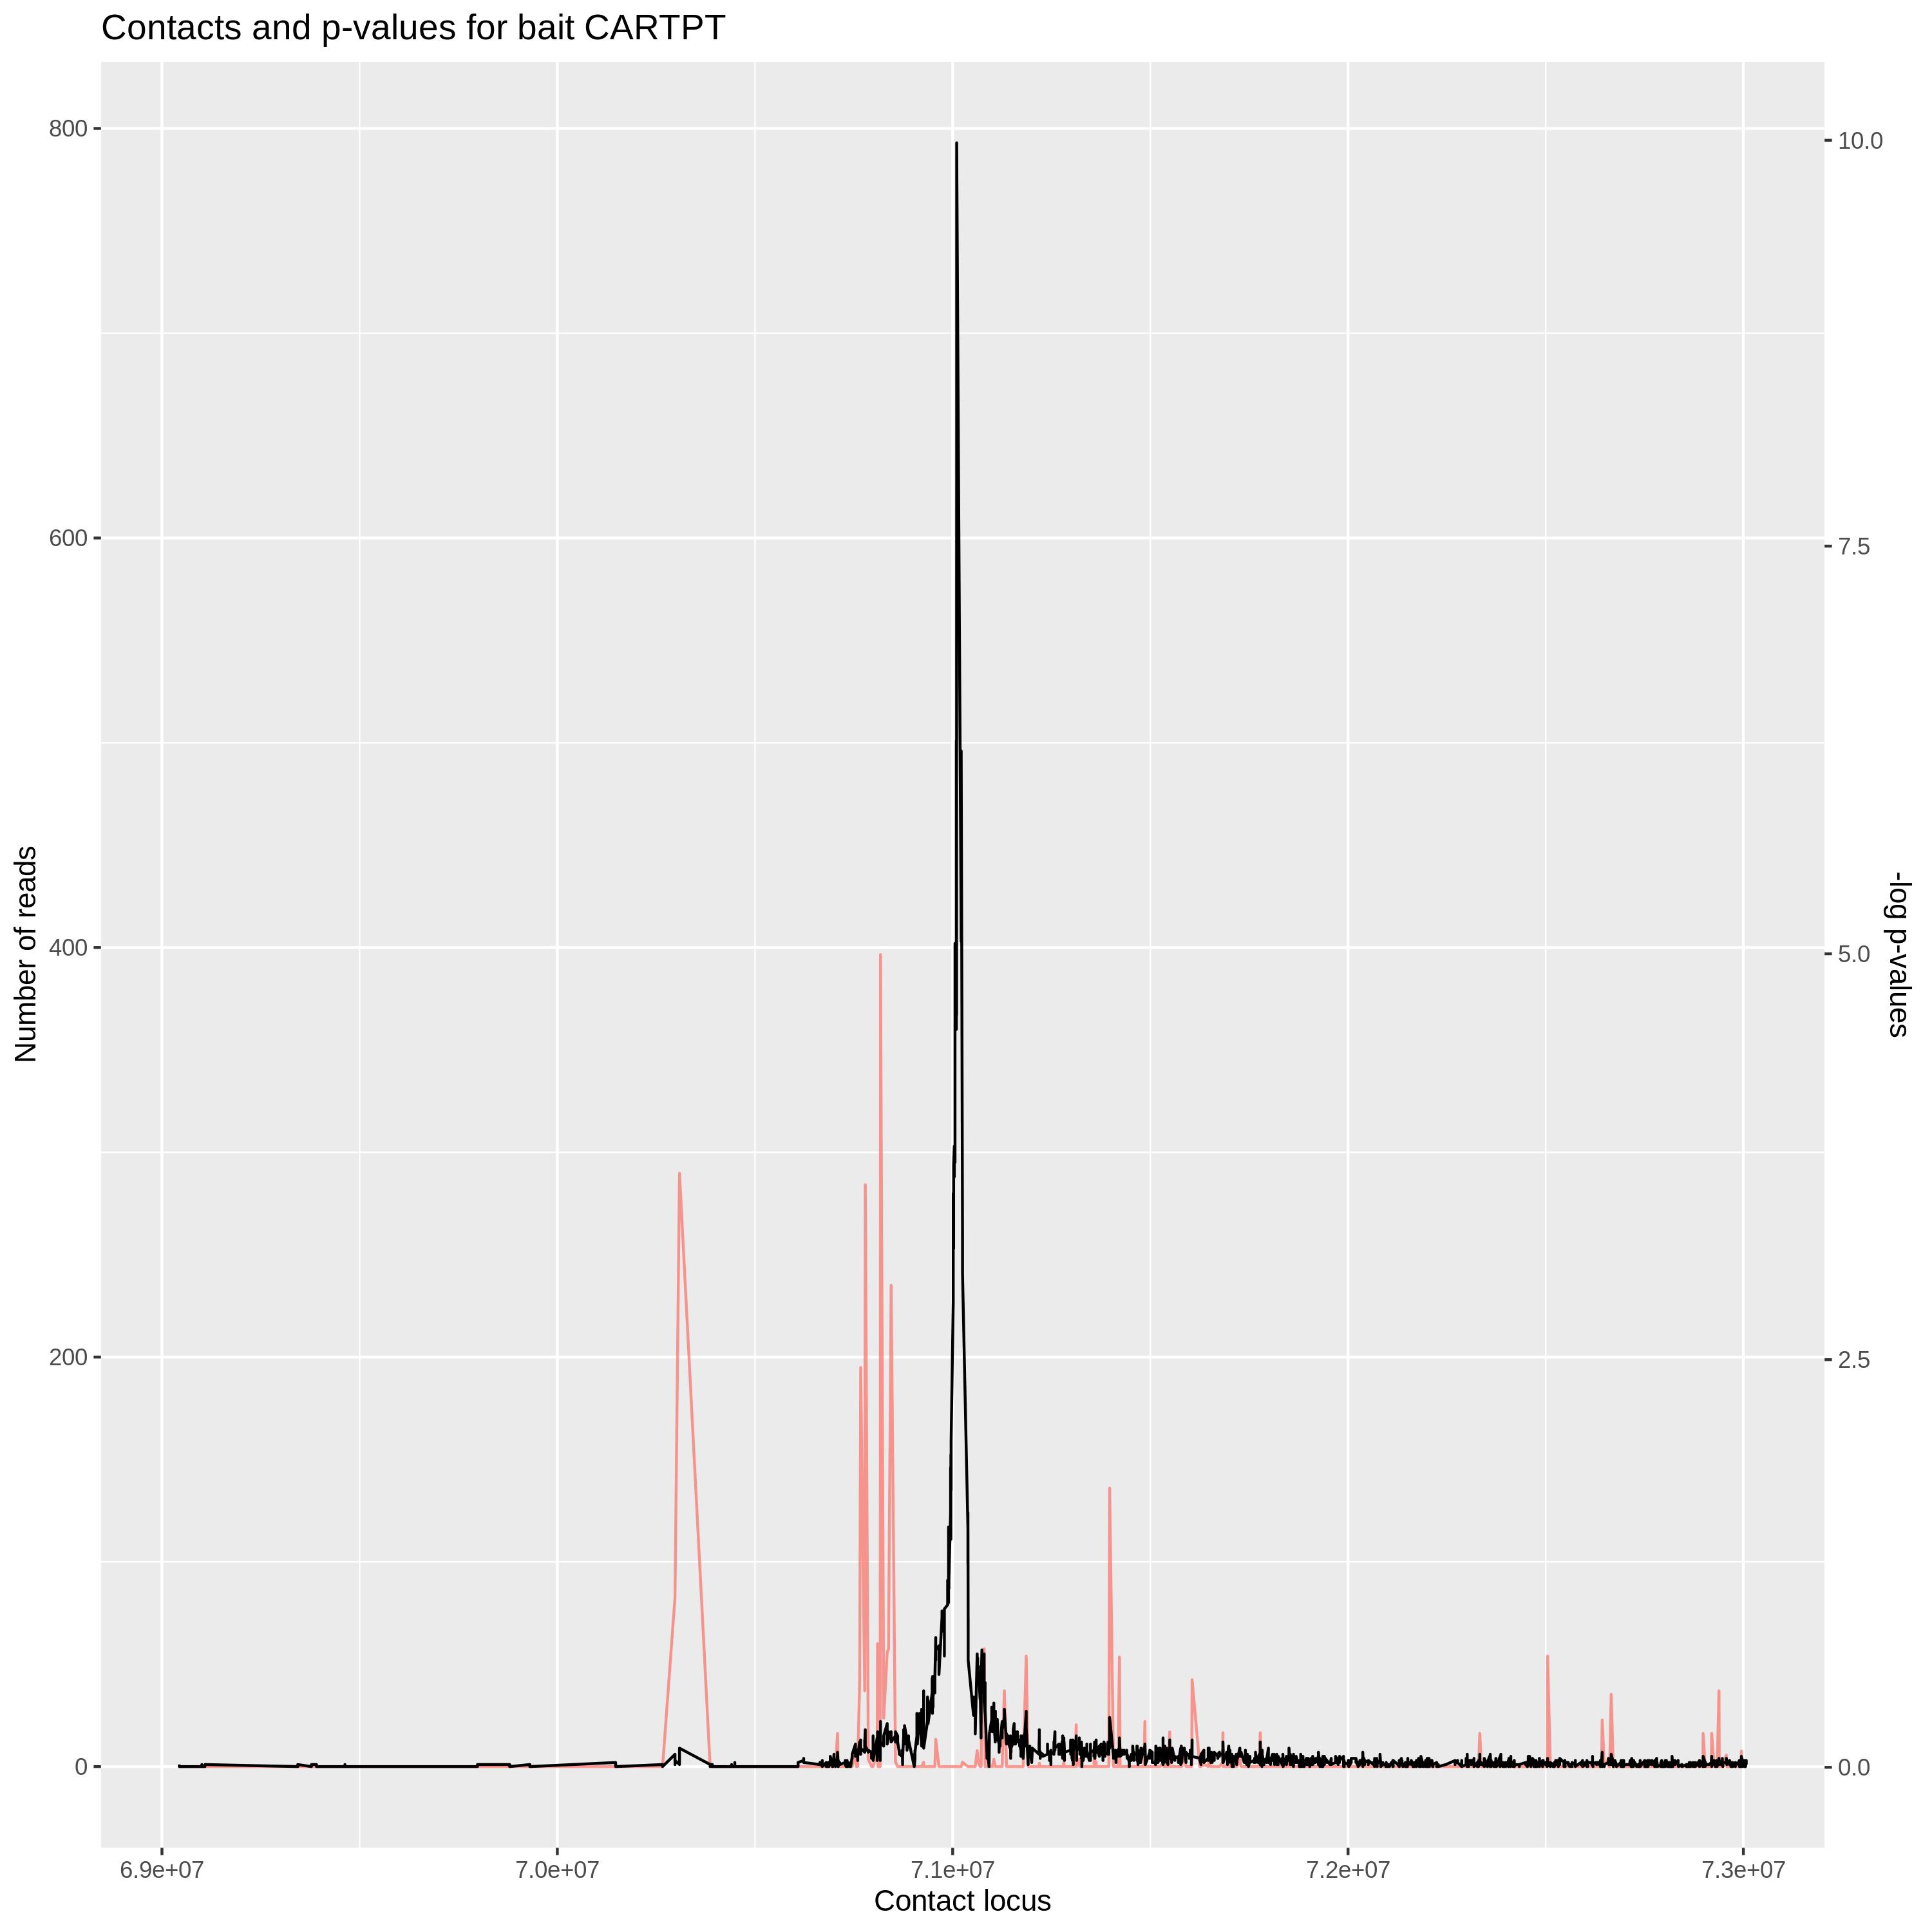 Contacts and p-values for bait CARTPT
800
600
400
200
0
Number of reads
10.0
7.5
5.0
2.5
0.0
-log p-values
6.9e+07
7.0e+07
7.1e+07
7.2e+07
7.3e+07
Contact locus